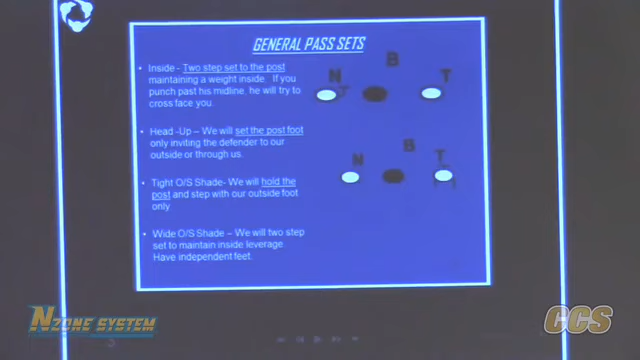 GENERAL PASS SETS
• Inside - Two step set to the post
maintaining a weight inside. If you
punch past his midline, he will try to
cross face you.
• Head -Up – We will set the post foot
only inviting the defender to our
outside or through us.
• Tight O/S Shade- We will hold the
post and step with our outside foot
only
• Wide O/S Shade – We will two step
set to maintain inside leverage.
Have independent feet.
B
N T
B
N T
NZONE SYSTEM
CCS